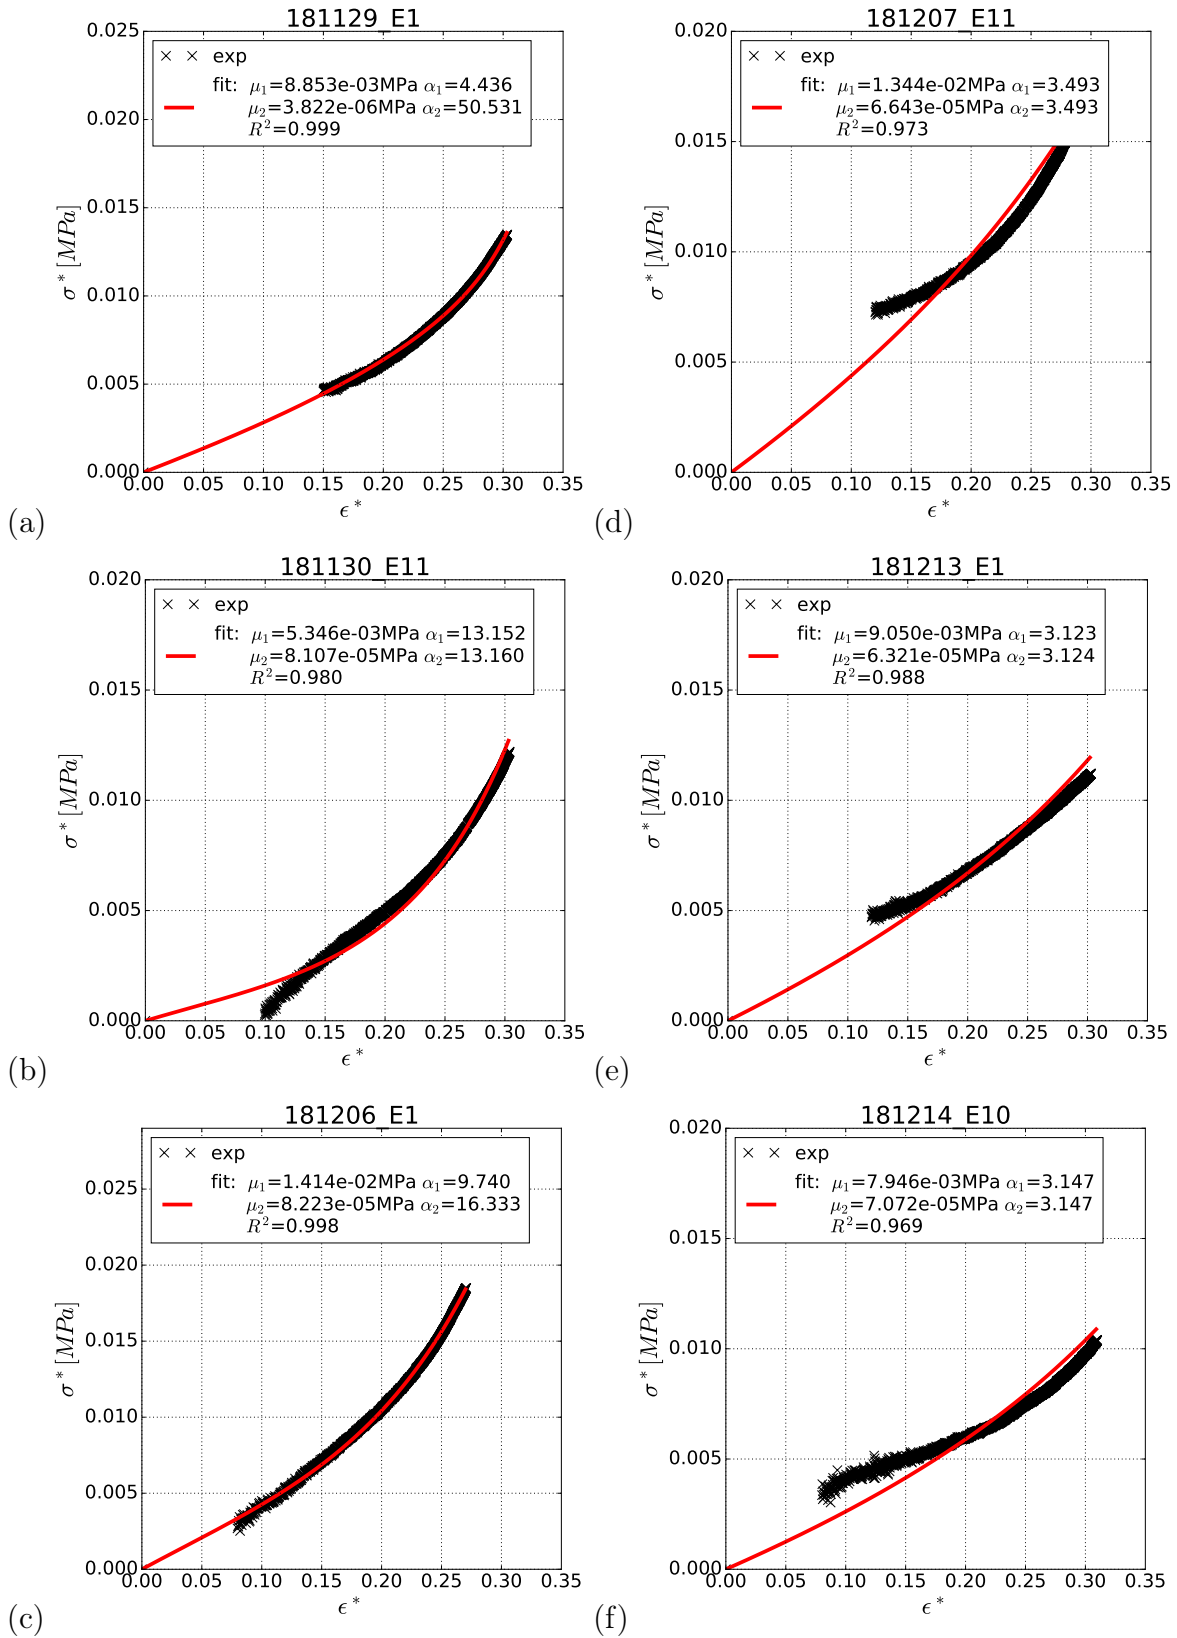 181129_E1
0.025
0.020
0.015
0.010
0.005
0.000
σ* [MPa]
× × exp
fit: μ₁=8.853e-03MPa α₁=4.436
μ₂=3.822e-06MPa α₂=50.531
R²=0.999
0.00 0.05 0.10 0.15 0.20 0.25 0.30 0.35
ϵ*
(a)
181207_E11
0.020
0.015
0.010
0.005
0.000
σ* [MPa]
× × exp
fit: μ₁=1.344e-02MPa α₁=3.493
μ₂=6.643e-05MPa α₂=3.493
R²=0.973
0.00 0.05 0.10 0.15 0.20 0.25 0.30 0.35
ϵ*
(d)
181130_E11
0.020
0.015
0.010
0.005
0.000
σ* [MPa]
× × exp
fit: μ₁=5.346e-03MPa α₁=13.152
μ₂=8.107e-05MPa α₂=13.160
R²=0.980
0.00 0.05 0.10 0.15 0.20 0.25 0.30 0.35
ϵ*
(b)
181213_E1
0.020
0.015
0.010
0.005
0.000
σ* [MPa]
× × exp
fit: μ₁=9.050e-03MPa α₁=3.123
μ₂=6.321e-05MPa α₂=3.124
R²=0.988
0.00 0.05 0.10 0.15 0.20 0.25 0.30 0.35
ϵ*
(e)
181206_E1
0.025
0.020
0.015
0.010
0.005
0.000
σ* [MPa]
× × exp
fit: μ₁=1.414e-02MPa α₁=9.740
μ₂=8.223e-05MPa α₂=16.333
R²=0.998
0.00 0.05 0.10 0.15 0.20 0.25 0.30 0.35
ϵ*
(c)
181214_E10
0.020
0.015
0.010
0.005
0.000
σ* [MPa]
× × exp
fit: μ₁=7.946e-03MPa α₁=3.147
μ₂=7.072e-05MPa α₂=3.147
R²=0.969
0.00 0.05 0.10 0.15 0.20 0.25 0.30 0.35
ϵ*
(f)